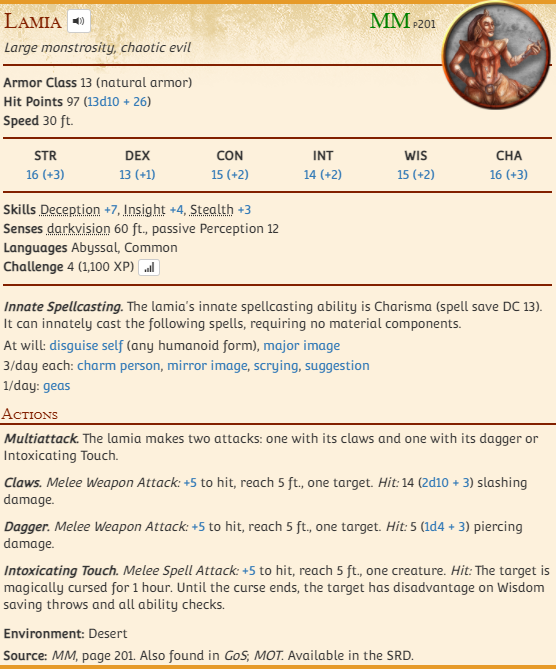 LAMIA
MM P201
Large monstrosity, chaotic evil
Armor Class 13 (natural armor)
Hit Points 97 (13d10 + 26)
Speed 30 ft.
STR DEX CON INT WIS CHA
16 (+3) 13 (+1) 15 (+2) 14 (+2) 15 (+2) 16 (+3)
Skills Deception +7, Insight +4, Stealth +3
Senses darkvision 60 ft., passive Perception 12
Languages Abyssal, Common
Challenge 4 (1,100 XP)
Innate Spellcasting. The lamia's innate spellcasting ability is Charisma (spell save DC 13).
It can innately cast the following spells, requiring no material components.
At will: disguise self (any humanoid form), major image
3/day each: charm person, mirror image, scrying, suggestion
1/day: geas
ACTIONS
Multiattack. The lamia makes two attacks: one with its claws and one with its dagger or
Intoxicating Touch.
Claws. Melee Weapon Attack: +5 to hit, reach 5 ft., one target. Hit: 14 (2d10 + 3) slashing
damage.
Dagger. Melee Weapon Attack: +5 to hit, reach 5 ft., one target. Hit: 5 (1d4 + 3) piercing
damage.
Intoxicating Touch. Melee Spell Attack: +5 to hit, reach 5 ft., one creature. Hit: The target is
magically cursed for 1 hour. Until the curse ends, the target has disadvantage on Wisdom
saving throws and all ability checks.
Environment: Desert
Source: MM, page 201. Also found in GoS; MOT. Available in the SRD.